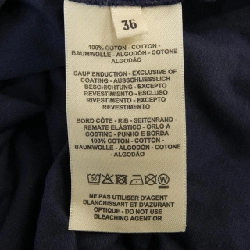 36
100% COTON - COTTON
BAUMWOLLE - ALGODÓN - COTONE
ALGODÃO
SAUF ENDUCTION - EXCLUSIVE OF
COATING - AUSSCHLIESSLICH
BESCHICHTUNG - EXCEPTO
REVESTIMIENTO - ESCLUSO
RIVESTIMENTO - EXCLUINDO
REVESTIMENTO
BORD CÔTE - RIB - SEITENRAND
REMATE ELÁSTICO - ORLO A
COSTINE - PUNHO E BORDA
100% COTON - COTTON
BAUMWOLLE - ALGODÓN - COTONE
ALGODÃO
NE PAS UTILISER D'AGENT
BLANCHISSANT ET D'AZURANT
OPTIQUE - DO NOT USE
BLEACHING AGENT OR